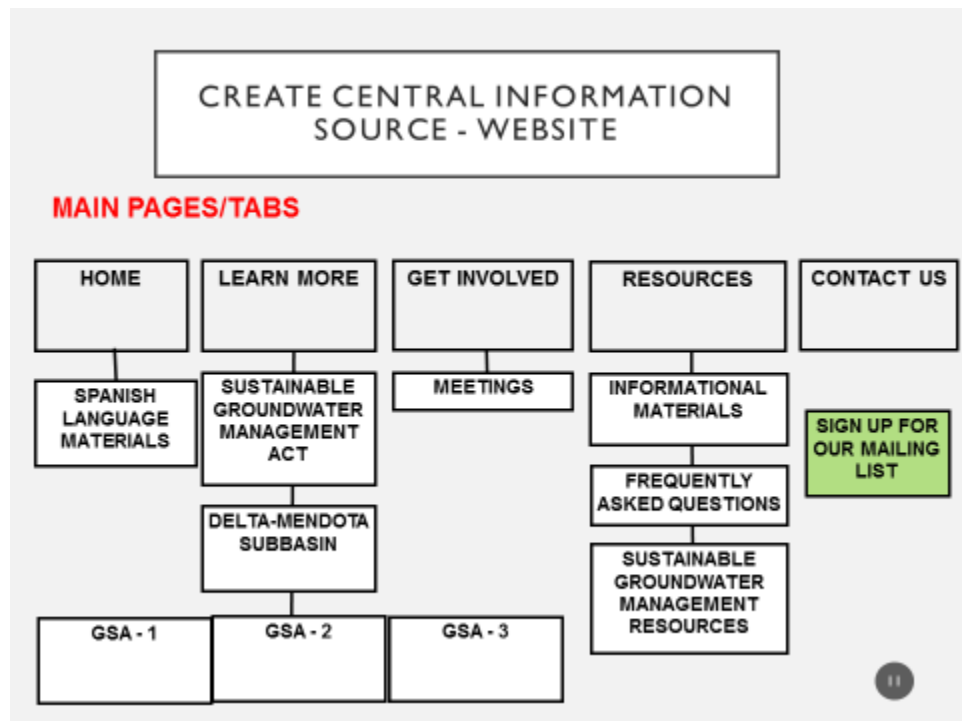 CREATE CENTRAL INFORMATION
SOURCE - WEBSITE
MAIN PAGES/TABS
HOME
LEARN MORE
GET INVOLVED
RESOURCES
CONTACT US
SPANISH
LANGUAGE
MATERIALS
SUSTAINABLE
GROUNDWATER
MANAGEMENT
ACT
MEETINGS
INFORMATIONAL
MATERIALS
SIGN UP FOR
OUR MAILING
LIST
FREQUENTLY
ASKED QUESTIONS
DELTA-MENDOTA
SUBBASIN
SUSTAINABLE
GROUNDWATER
MANAGEMENT
RESOURCES
GSA - 1
GSA - 2
GSA - 3
11